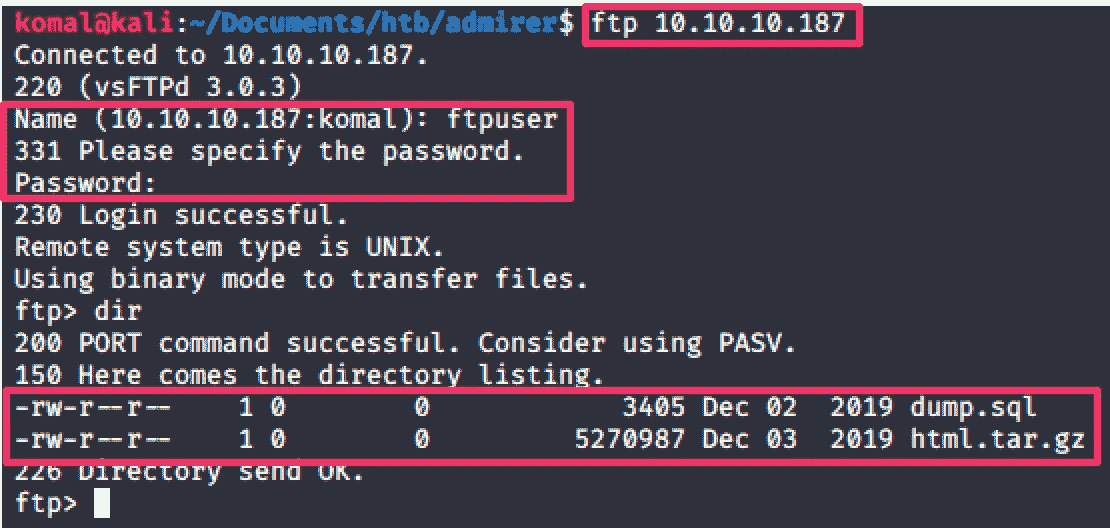 komal@kali:~/Documents/htb/admirer$ ftp 10.10.10.187
Connected to 10.10.10.187.
220 (vsFTPd 3.0.3)
Name (10.10.10.187:komal): ftpuser
331 Please specify the password.
Password:
230 Login successful.
Remote system type is UNIX.
Using binary mode to transfer files.
ftp> dir
200 PORT command successful. Consider using PASV.
150 Here comes the directory listing.
-rw-r--r--    1 0        0            3405 Dec 02  2019 dump.sql
-rw-r--r--    1 0        0         5270987 Dec 03  2019 html.tar.gz
226 Directory send OK.
ftp>